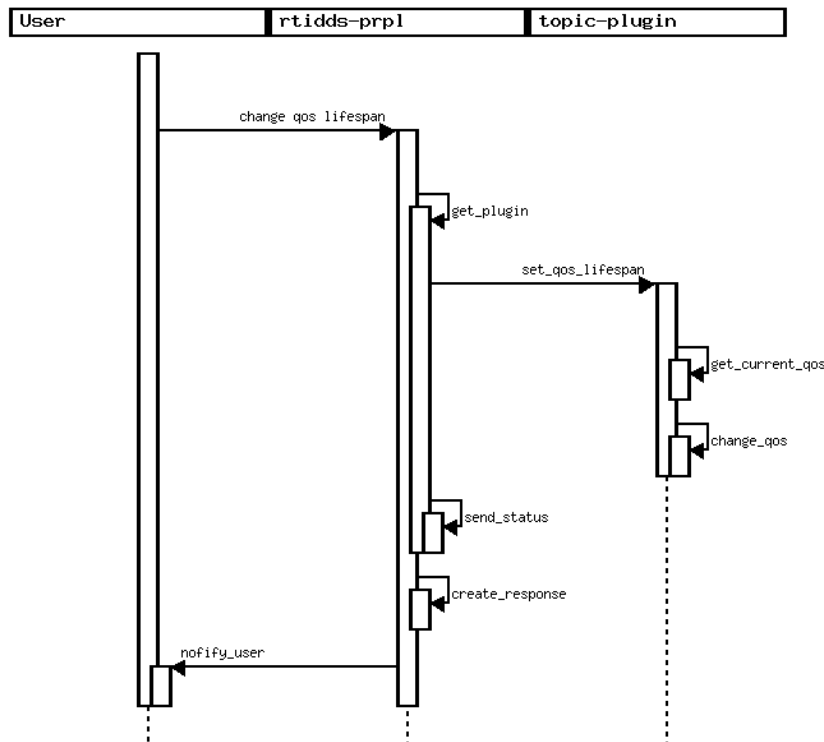 User
rtidds-prpl
topic-plugin
change qos lifespan
get_plugin
set_qos_lifespan
get_current_qos
change_qos
send_status
create_response
nofify_user